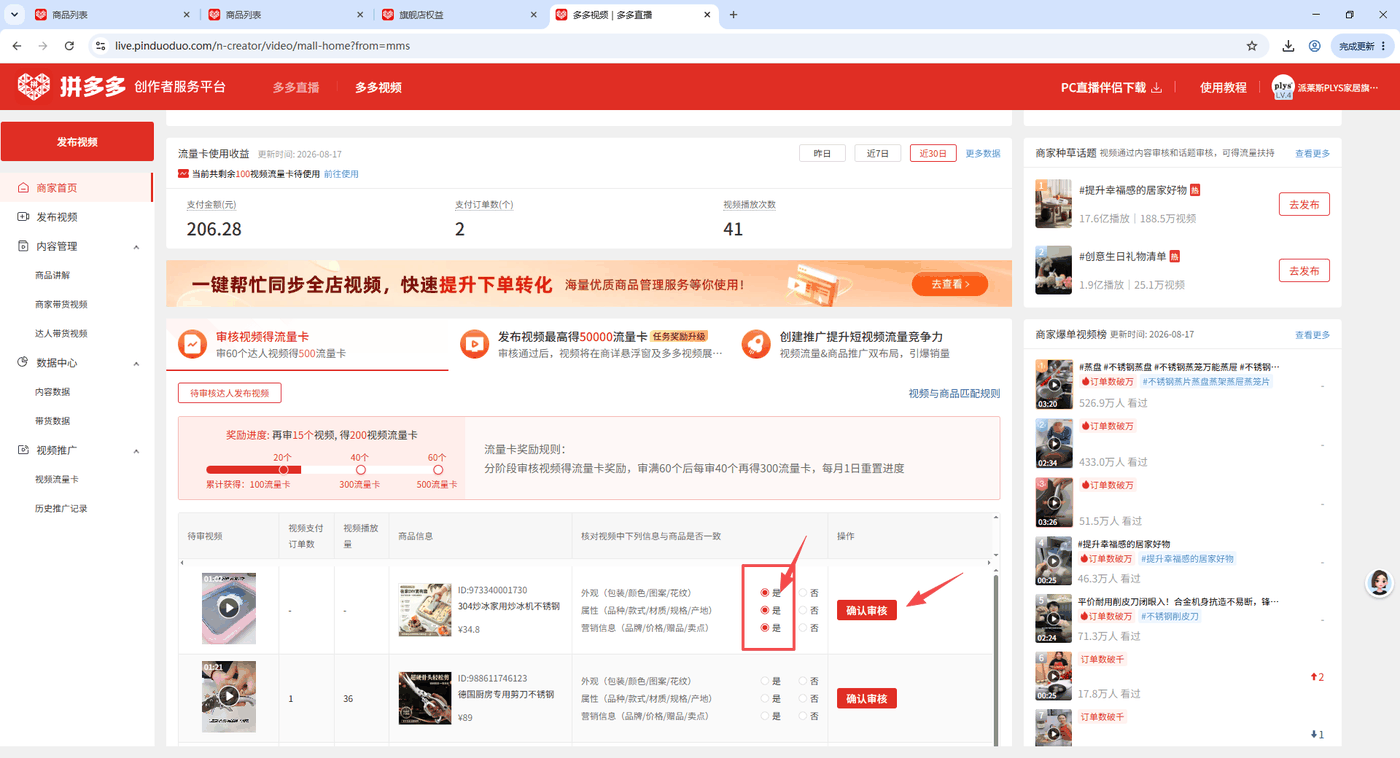 商品列表
商品列表
旗舰店权益
多多视频 | 多多直播
live.pinduoduo.com/n-creator/video/mall-home?from=mms
完成更新
拼多多 创作者服务平台
多多直播
多多视频
PC直播伴侣下载
使用教程
plys
LV.4
派莱斯PLYS家居旗…
发布视频
商家首页
发布视频
内容管理
商品讲解
商家带货视频
达人带货视频
数据中心
内容数据
带货数据
视频推广
视频流量卡
历史推广记录
流量卡使用收益 更新时间: 2026-08-17
昨日 近7日 近30日 更多数据
当前共剩余100视频流量卡待使用 前往使用
支付金额(元) 支付订单数(个) 视频播放次数
206.28 2 41
一键帮忙同步全店视频，快速提升下单转化 海量优质商品管理服务等你使用！ 去查看 >
审核视频得流量卡
审60个达人视频得500流量卡
发布视频最高得50000流量卡 任务奖励升级
审核通过后，视频将在商详悬浮窗及多多视频展…
创建推广提升短视频流量竞争力
视频流量&商品推广双布局，引爆销量
待审核达人发布视频
视频与商品匹配规则
奖励进度: 再审15个视频, 得200视频流量卡
20个 40个 60个
累计获得：100流量卡 300流量卡 500流量卡
流量卡奖励规则：
分阶段审核视频得流量卡奖励，审满60个后每审40个再得300流量卡，每月1日重置进度
待审视频 视频支付订单数 视频播放量 商品信息 核对视频中下列信息与商品是否一致 操作
01:02
-
-
ID:973340001730
304炒冰家用炒冰机不锈钢
¥34.8
外观（包装/颜色/图案/花纹） 是 否
属性（品种/款式/材质/规格/产地） 是 否
营销信息（品牌/价格/赠品/卖点） 是 否
确认审核
01:21
1
36
超硬骨头轻松剪
ID:988611746123
德国厨房专用剪刀不锈钢
¥89
外观（包装/颜色/图案/花纹） 是 否
属性（品种/款式/材质/规格/产地） 是 否
营销信息（品牌/价格/赠品/卖点） 是 否
确认审核
商家种草话题 视频通过内容审核和话题审核，可得流量扶持 查看更多
1
#提升幸福感的居家好物 热
17.6亿播放 | 188.5万视频
去发布
2
#创意生日礼物清单 热
1.9亿播放 | 25.1万视频
去发布
商家爆单视频榜 更新时间: 2026-08-17 查看更多
1
03:20
#蒸盘 #不锈钢蒸盘 #不锈钢蒸笼万能蒸屉 #不锈钢…
订单数破万 #不锈钢蒸片蒸盘蒸架蒸屉蒸笼片
526.9万人 看过
-
2
02:34
订单数破万
433.0万人 看过
-
3
03:26
订单数破万
51.5万人 看过
-
4
00:25
#提升幸福感的居家好物
订单数破万 #提升幸福感的居家好物
46.3万人 看过
-
5
02:24
平价耐用削皮刀闭眼入！合金机身抗造不易断，锋…
订单数破万 #不锈钢削皮刀
71.3万人 看过
-
6
00:25
订单数破千
17.8万人 看过
2
7
订单数破千
1